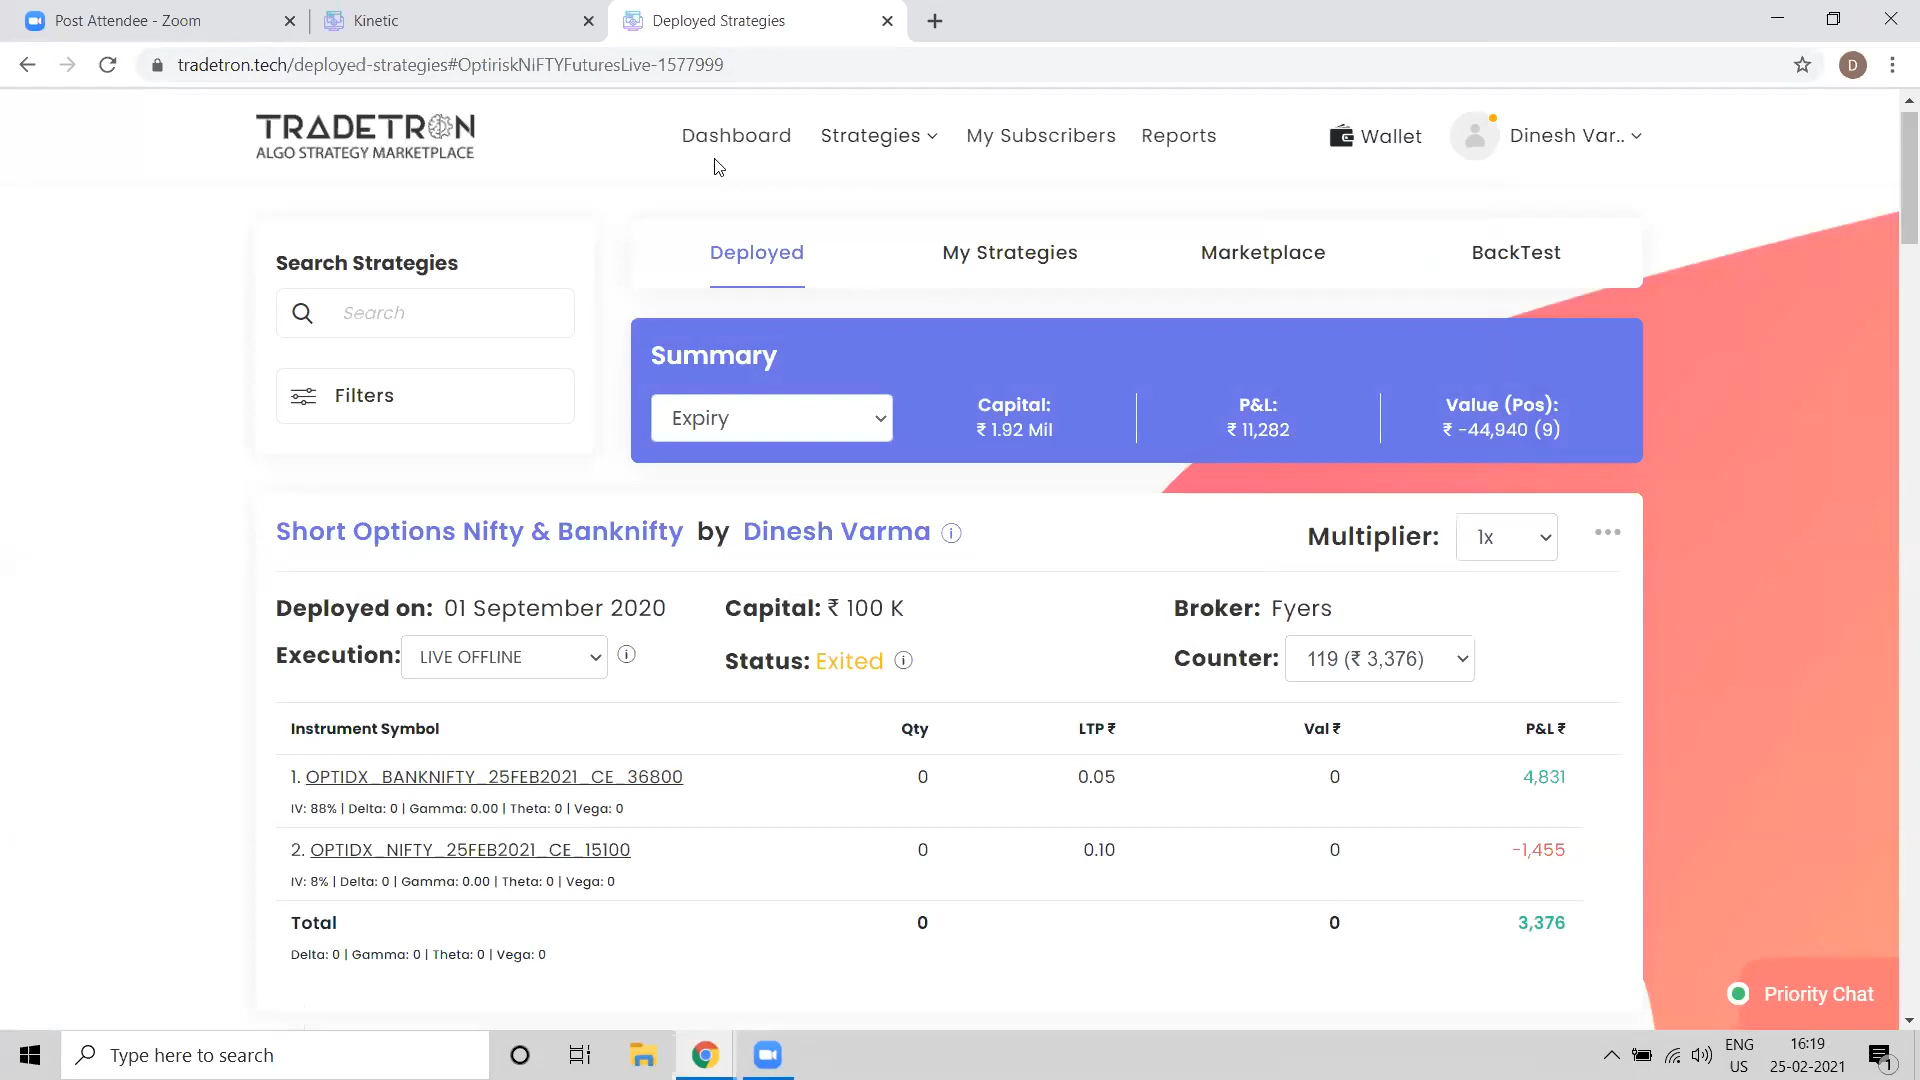 Post Attendee - Zoom
Kinetic
Deployed Strategies
tradetron.tech/deployed-strategies#OptiriskNiFTYFuturesLive-1577999
D
TRADETRON
ALGO STRATEGY MARKETPLACE
Dashboard
Strategies
My Subscribers
Reports
Wallet
Dinesh Var..
Search Strategies
Search
Filters
Deployed
My Strategies
Marketplace
BackTest
Summary
Expiry
Capital:
₹ 1.92 Mil
P&L:
₹ 11,282
Value (Pos):
₹ -44,940 (9)
Short Options Nifty & Banknifty by Dinesh Varma
Multiplier: 1x
Deployed on: 01 September 2020
Capital: ₹ 100 K
Broker: Fyers
Execution: LIVE OFFLINE
Status: Exited
Counter: 119 (₹ 3,376)
Instrument Symbol Qty LTP ₹ Val ₹ P&L ₹
1. OPTIDX_BANKNIFTY_25FEB2021_CE_36800 0 0.05 0 4,831
IV: 88% | Delta: 0 | Gamma: 0.00 | Theta: 0 | Vega: 0
2. OPTIDX_NIFTY_25FEB2021_CE_15100 0 0.10 0 -1,455
IV: 8% | Delta: 0 | Gamma: 0.00 | Theta: 0 | Vega: 0
Total 0 0 3,376
Delta: 0 | Gamma: 0 | Theta: 0 | Vega: 0
Priority Chat
Type here to search
ENG
US
16:19
25-02-2021
1